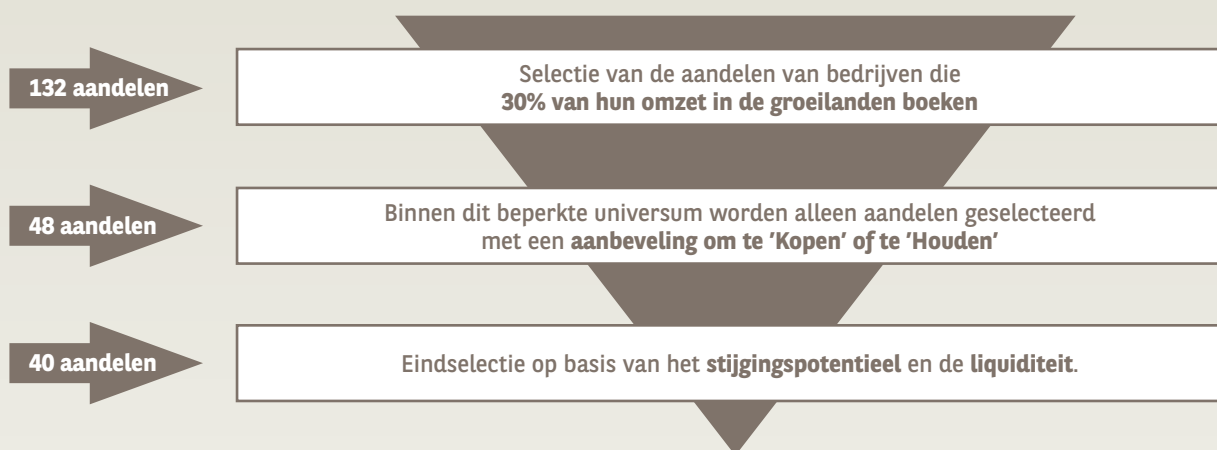 132 aandelen
Selectie van de aandelen van bedrijven die
30% van hun omzet in de groeilanden boeken
48 aandelen
Binnen dit beperkte universum worden alleen aandelen geselecteerd
met een aanbeveling om te 'Kopen' of te 'Houden'
40 aandelen
Eindselectie op basis van het stijgingspotentieel en de liquiditeit.